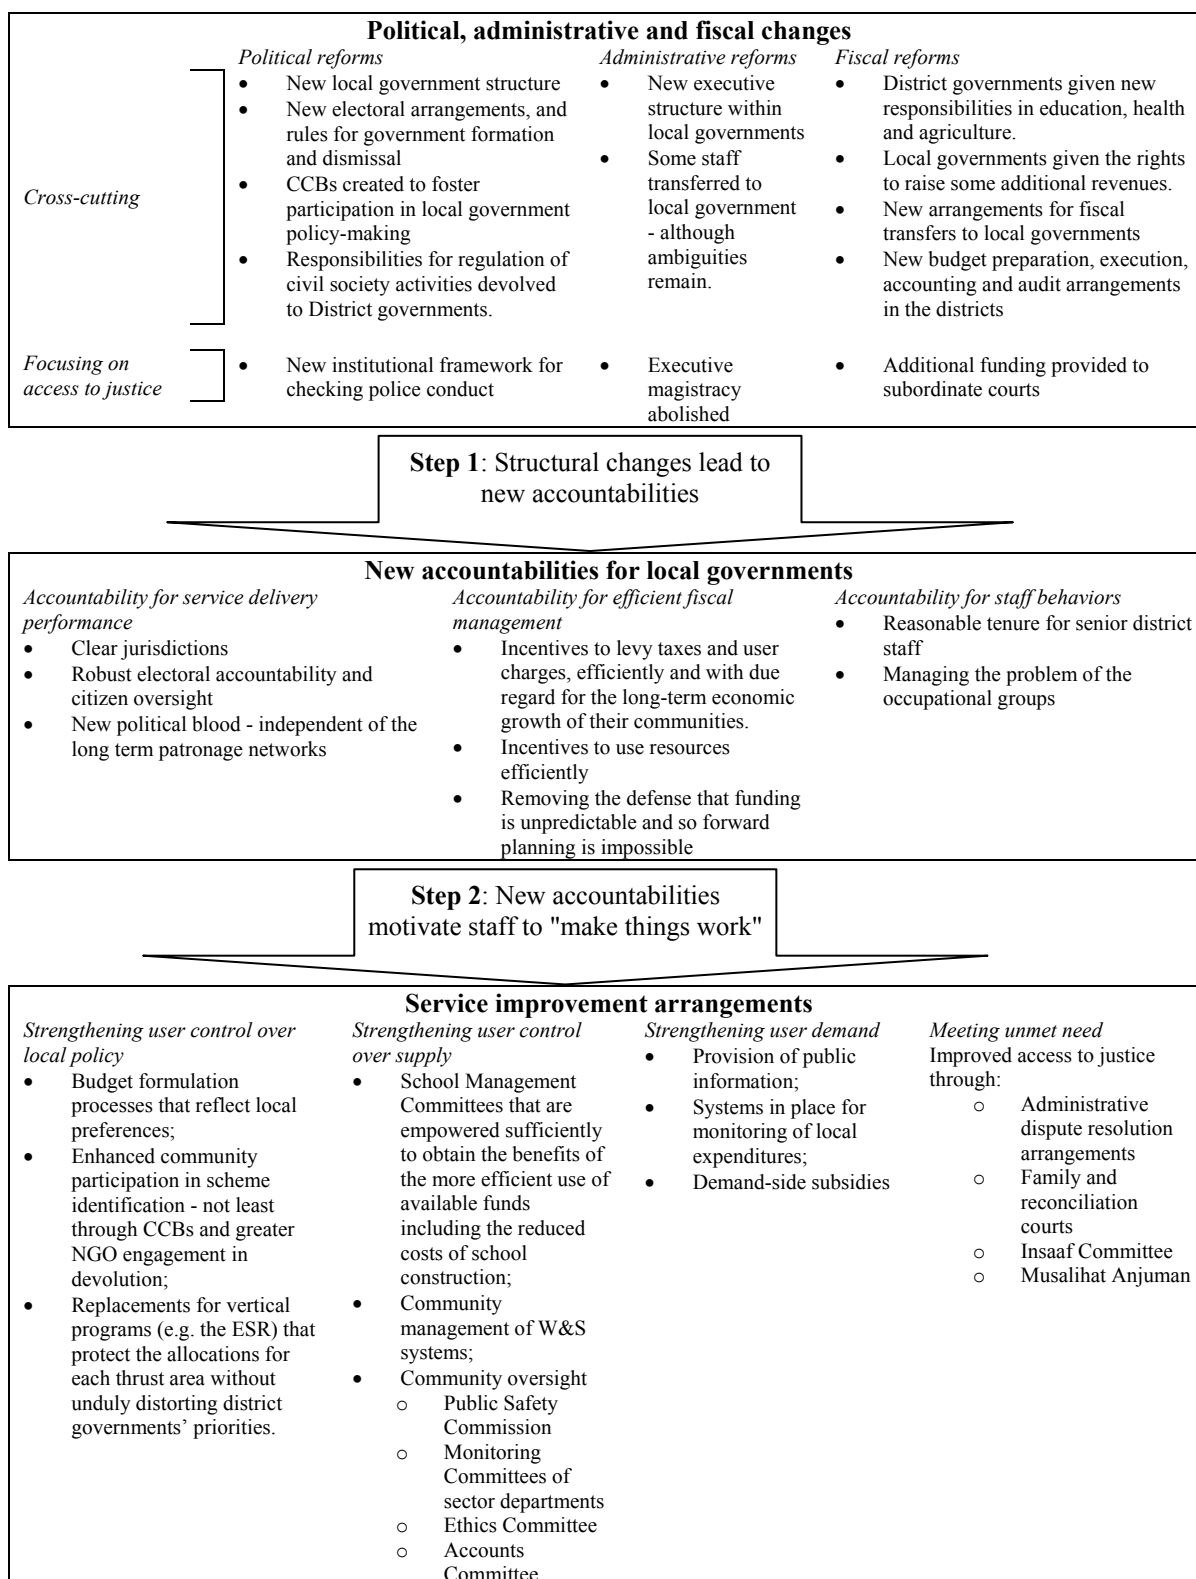 Political, administrative and fiscal changes
Political reforms
Administrative reforms
Fiscal reforms
Cross-cutting
• New local government structure
• New electoral arrangements, and
rules for government formation
and dismissal
• CCBs created to foster
participation in local government
policy-making
• Responsibilities for regulation of
civil society activities devolved
to District governments.
• New executive
structure within
local governments
• Some staff
transferred to
local government
- although
ambiguities
remain.
• District governments given new
responsibilities in education, health
and agriculture.
• Local governments given the rights
to raise some additional revenues.
• New arrangements for fiscal
transfers to local governments
• New budget preparation, execution,
accounting and audit arrangements
in the districts
Focusing on
access to justice
• New institutional framework for
checking police conduct
• Executive
magistracy
abolished
• Additional funding provided to
subordinate courts
Step 1: Structural changes lead to
new accountabilities
New accountabilities for local governments
Accountability for service delivery
performance
• Clear jurisdictions
• Robust electoral accountability and
citizen oversight
• New political blood - independent of the
long term patronage networks
Accountability for efficient fiscal
management
• Incentives to levy taxes and user
charges, efficiently and with due
regard for the long-term economic
growth of their communities.
• Incentives to use resources
efficiently
• Removing the defense that funding
is unpredictable and so forward
planning is impossible
Accountability for staff behaviors
• Reasonable tenure for senior district
staff
• Managing the problem of the
occupational groups
Step 2: New accountabilities
motivate staff to "make things work"
Service improvement arrangements
Strengthening user control over
local policy
• Budget formulation
processes that reflect local
preferences;
• Enhanced community
participation in scheme
identification - not least
through CCBs and greater
NGO engagement in
devolution;
• Replacements for vertical
programs (e.g. the ESR) that
protect the allocations for
each thrust area without
unduly distorting district
governments’ priorities.
Strengthening user control
over supply
• School Management
Committees that are
empowered sufficiently
to obtain the benefits of
the more efficient use of
available funds
including the reduced
costs of school
construction;
• Community
management of W&S
systems;
• Community oversight
o Public Safety
Commission
o Monitoring
Committees of
sector departments
o Ethics Committee
o Accounts
Committee
Strengthening user demand
• Provision of public
information;
• Systems in place for
monitoring of local
expenditures;
• Demand-side subsidies
Meeting unmet need
Improved access to justice
through:
o Administrative
dispute resolution
arrangements
o Family and
reconciliation
courts
o Insaaf Committee
o Musalihat Anjuman